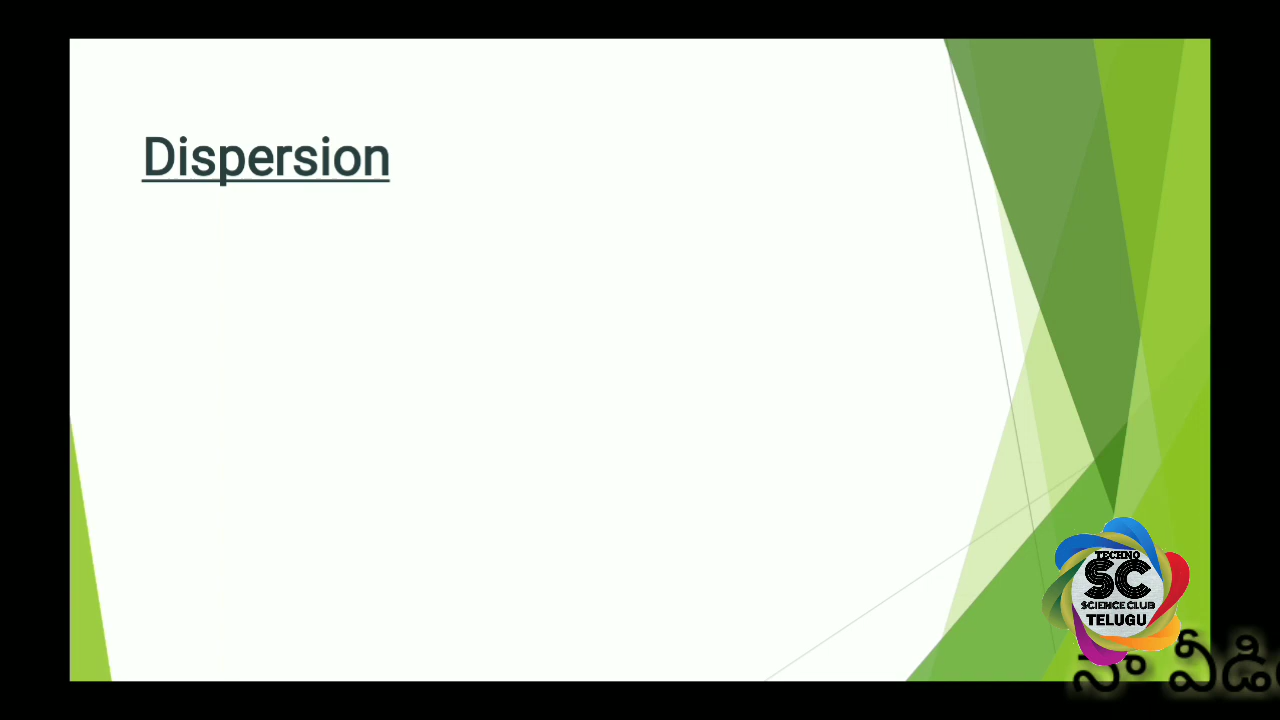 Dispersion
TECHNO
SC
SCIENCE CLUB
TELUGU
నా